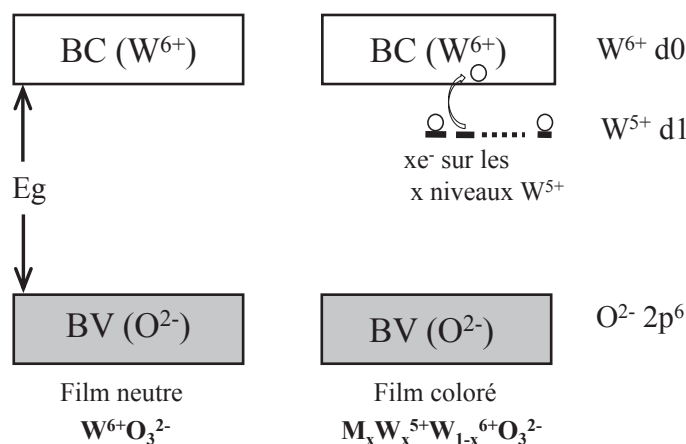 BC (W⁶⁺)
BC (W⁶⁺)
W⁶⁺ d0
W⁵⁺ d1
xe⁻ sur les
x niveaux W⁵⁺
Eg
BV (O²⁻)
BV (O²⁻)
O²⁻ 2p⁶
Film neutre
Film coloré
W⁶⁺O₃²⁻
MₓWₓ⁵⁺W₁₋ₓ⁶⁺O₃²⁻